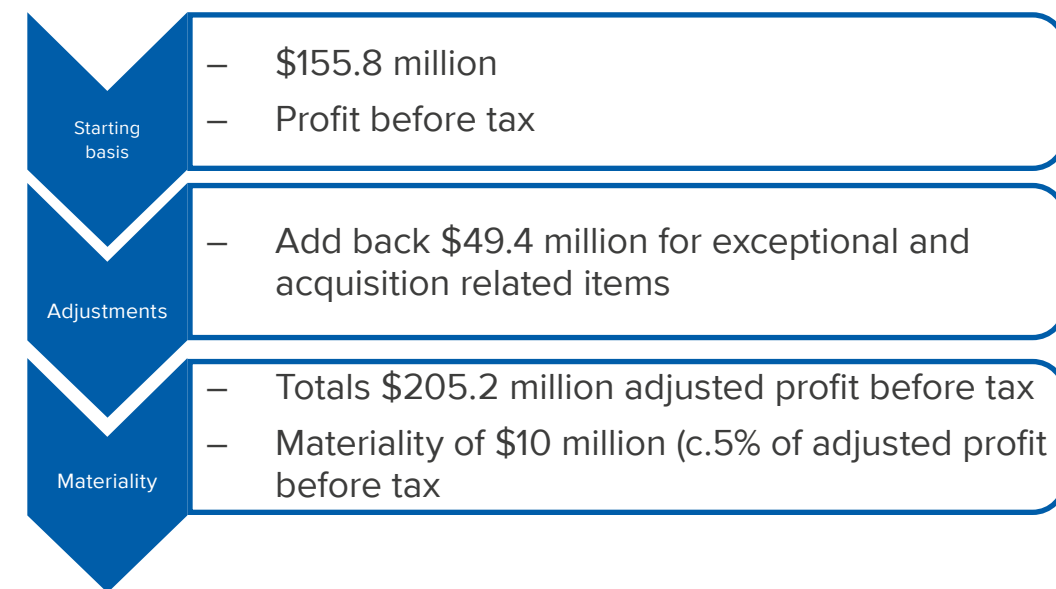 Starting
basis
– $155.8 million
– Profit before tax
Adjustments
– Add back $49.4 million for exceptional and
acquisition related items
Materiality
– Totals $205.2 million adjusted profit before tax
– Materiality of $10 million (c.5% of adjusted profit
before tax